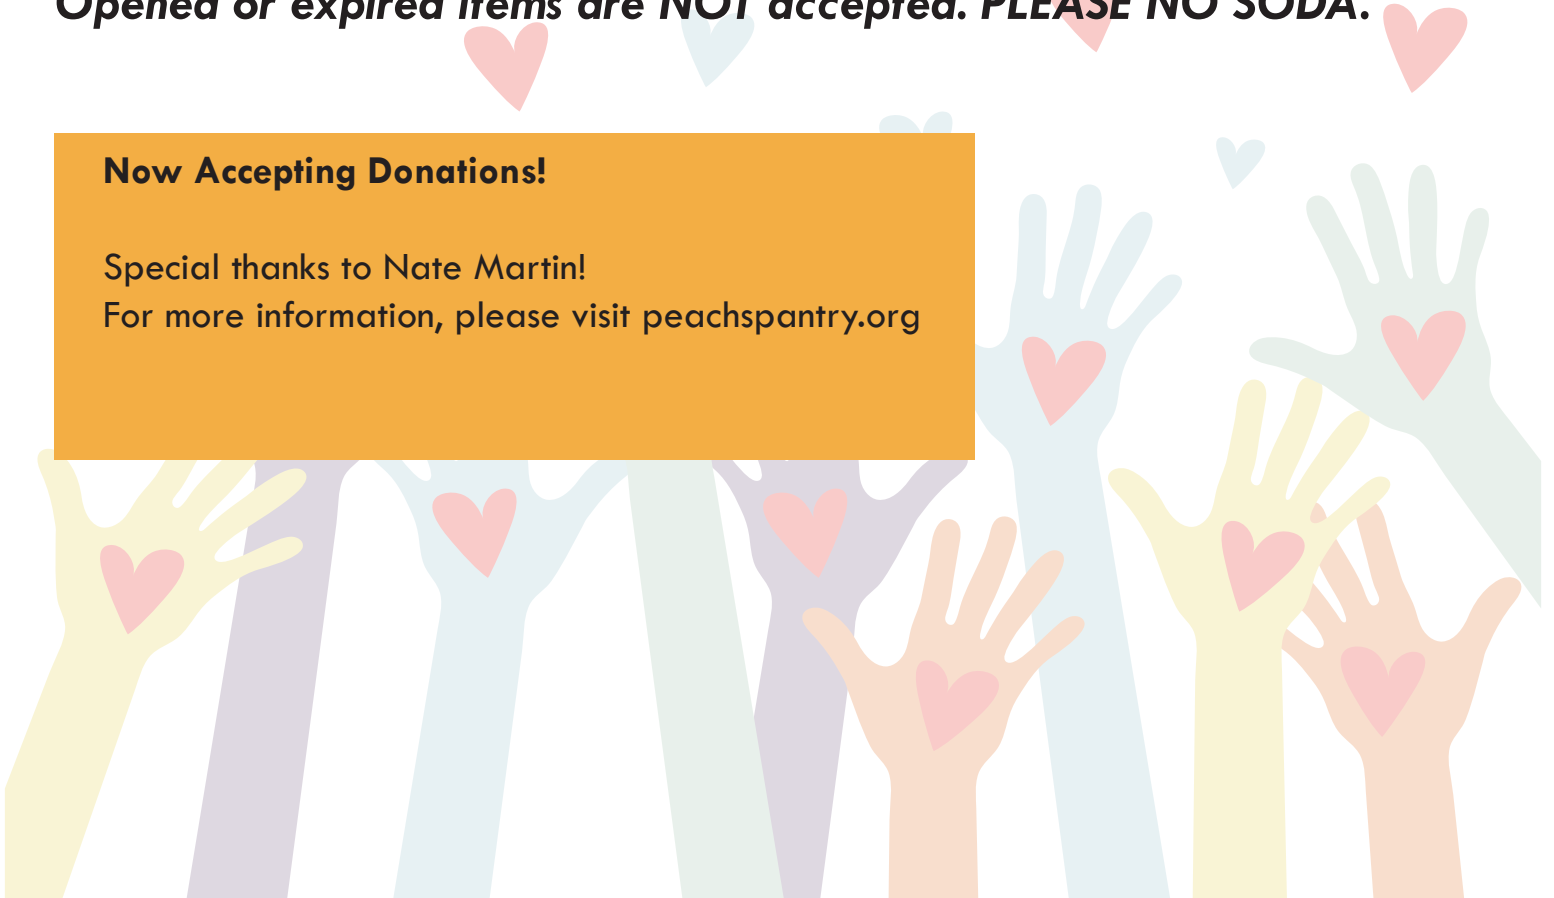 Opened or expired items are NOT accepted. PLEASE NO SODA.
Now Accepting Donations!
Special thanks to Nate Martin!
For more information, please visit peachspantry.org